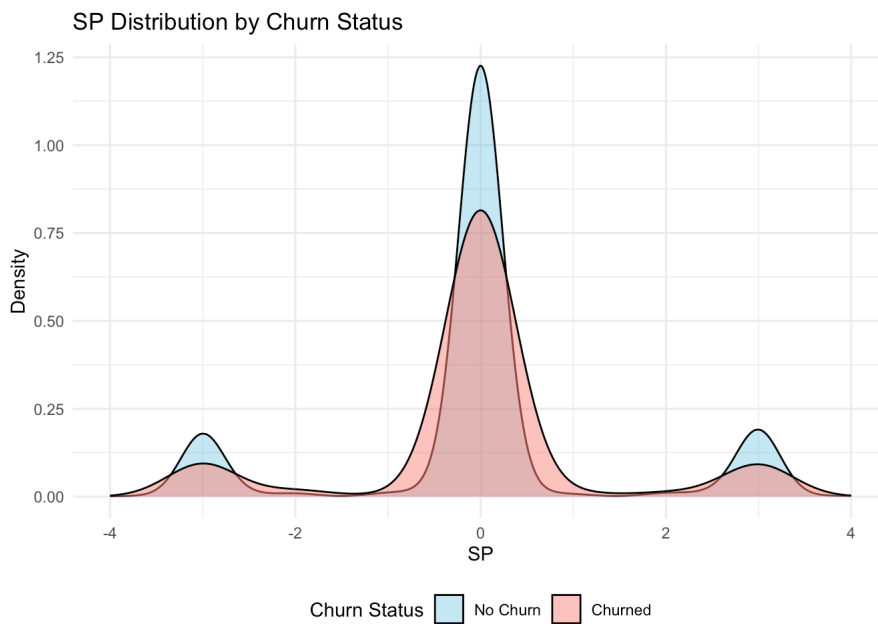 SP Distribution by Churn Status
1.25
1.00
0.75
0.50
0.25
0.00
Density
-4 -2 0 2 4
SP
Churn Status No Churn Churned